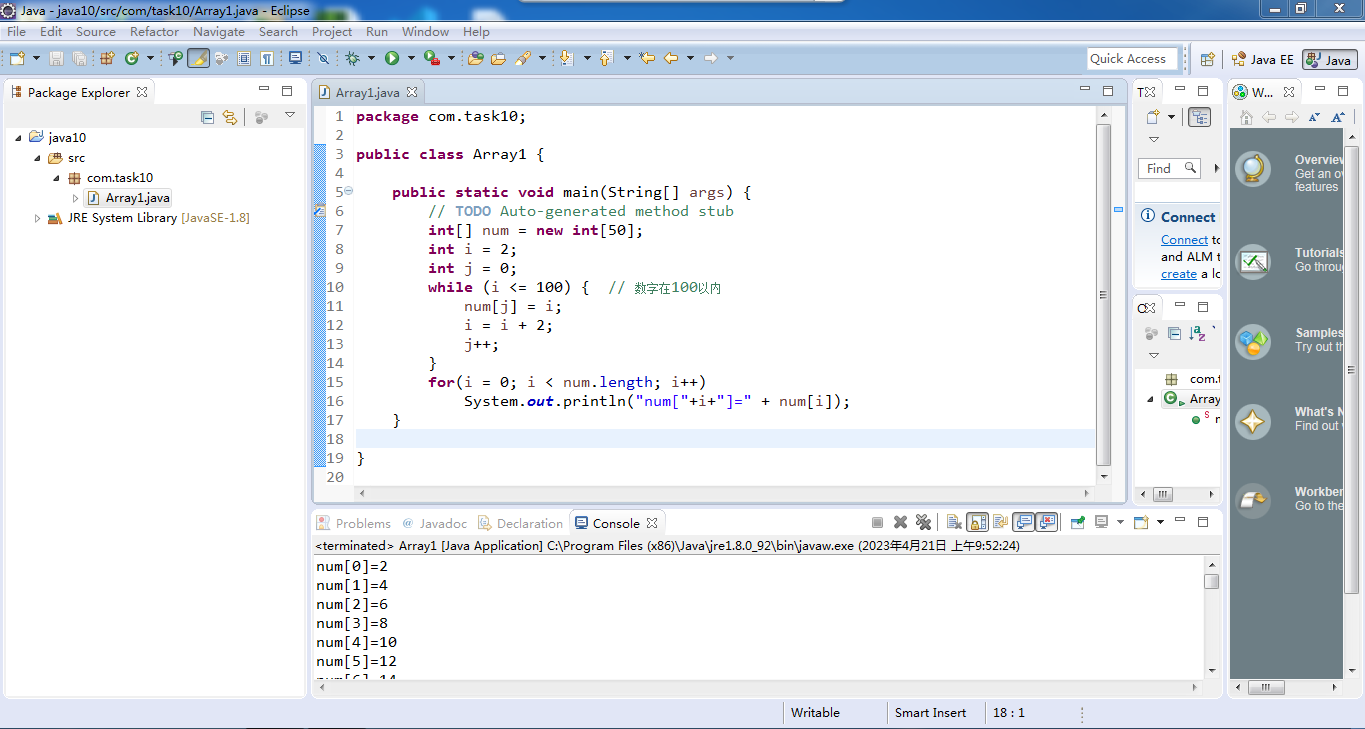 Java - java10/src/com/task10/Array1.java - Eclipse
File Edit Source Refactor Navigate Search Project Run Window Help
Quick Access
Java EE
Java
Package Explorer
java10
src
com.task10
Array1.java
JRE System Library [JavaSE-1.8]
Array1.java
1 package com.task10;
2
3 public class Array1 {
4
5 public static void main(String[] args) {
6 // TODO Auto-generated method stub
7 int[] num = new int[50];
8 int i = 2;
9 int j = 0;
10 while (i <= 100) { // 数字在100以内
11 num[j] = i;
12 i = i + 2;
13 j++;
14 }
15 for(i = 0; i < num.length; i++)
16 System.out.println("num["+i+"]=" + num[i]);
17 }
18
19 }
20
Problems @ Javadoc Declaration Console
<terminated> Array1 [Java Application] C:\Program Files (x86)\Java\jre1.8.0_92\bin\javaw.exe (2023年4月21日 上午9:52:24)
num[0]=2
num[1]=4
num[2]=6
num[3]=8
num[4]=10
num[5]=12
num[6]=14
T
Find
Connect
Connect to
and ALM t
create a lo
O
com.t
Array
W...
Overview
Get an ov
features
Tutorials
Go throug
Samples
Try out th
What's N
Find out
Workben
Go to the
Writable
Smart Insert
18 : 1